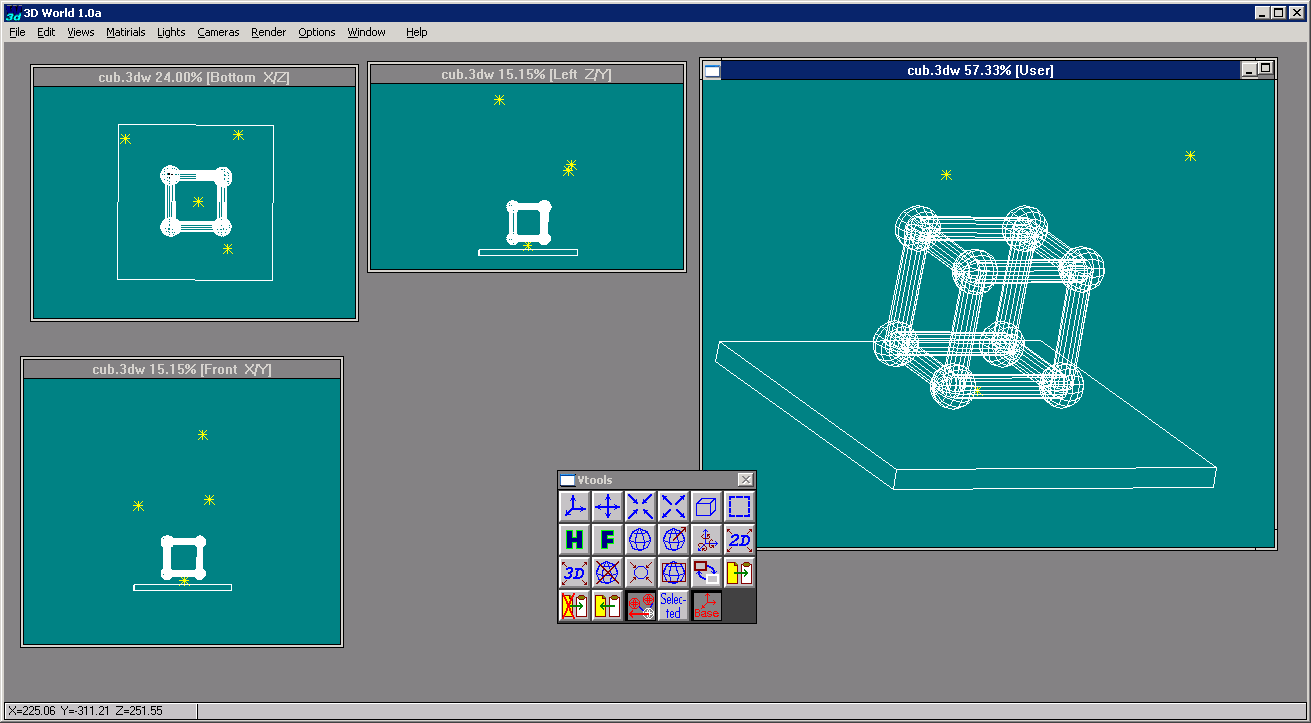 3d 3D World 1.0a
File Edit Views Matirials Lights Cameras Render Options Window Help
cub.3dw 24.00% [Bottom X/Z]
cub.3dw 15.15% [Left Z/Y]
cub.3dw 57.33% [User]
cub.3dw 15.15% [Front X/Y]
Vtools
H F 2D
3D
Selec-
ted
Base
X=225.06 Y=-311.21 Z=251.55